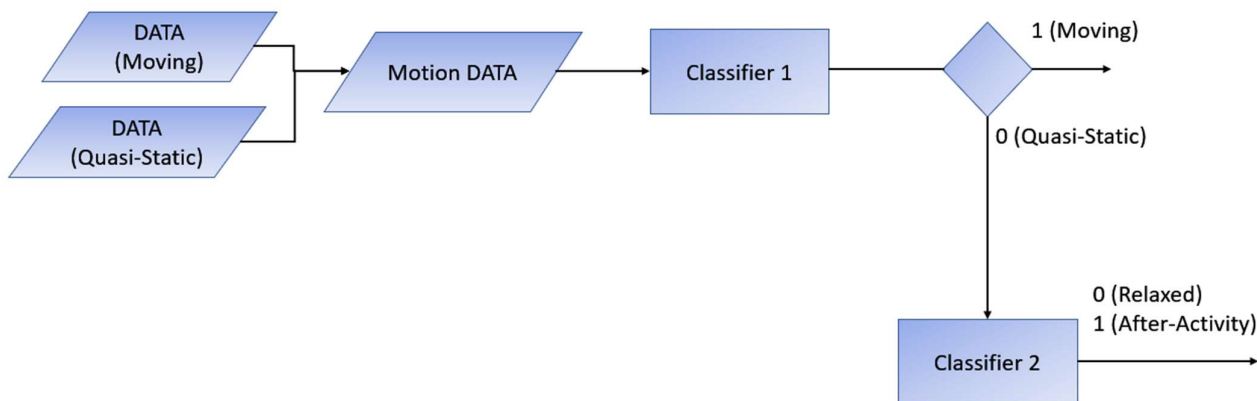 DATA
(Moving)
DATA
(Quasi-Static)
Motion DATA
Classifier 1
1 (Moving)
0 (Quasi-Static)
0 (Relaxed)
1 (After-Activity)
Classifier 2